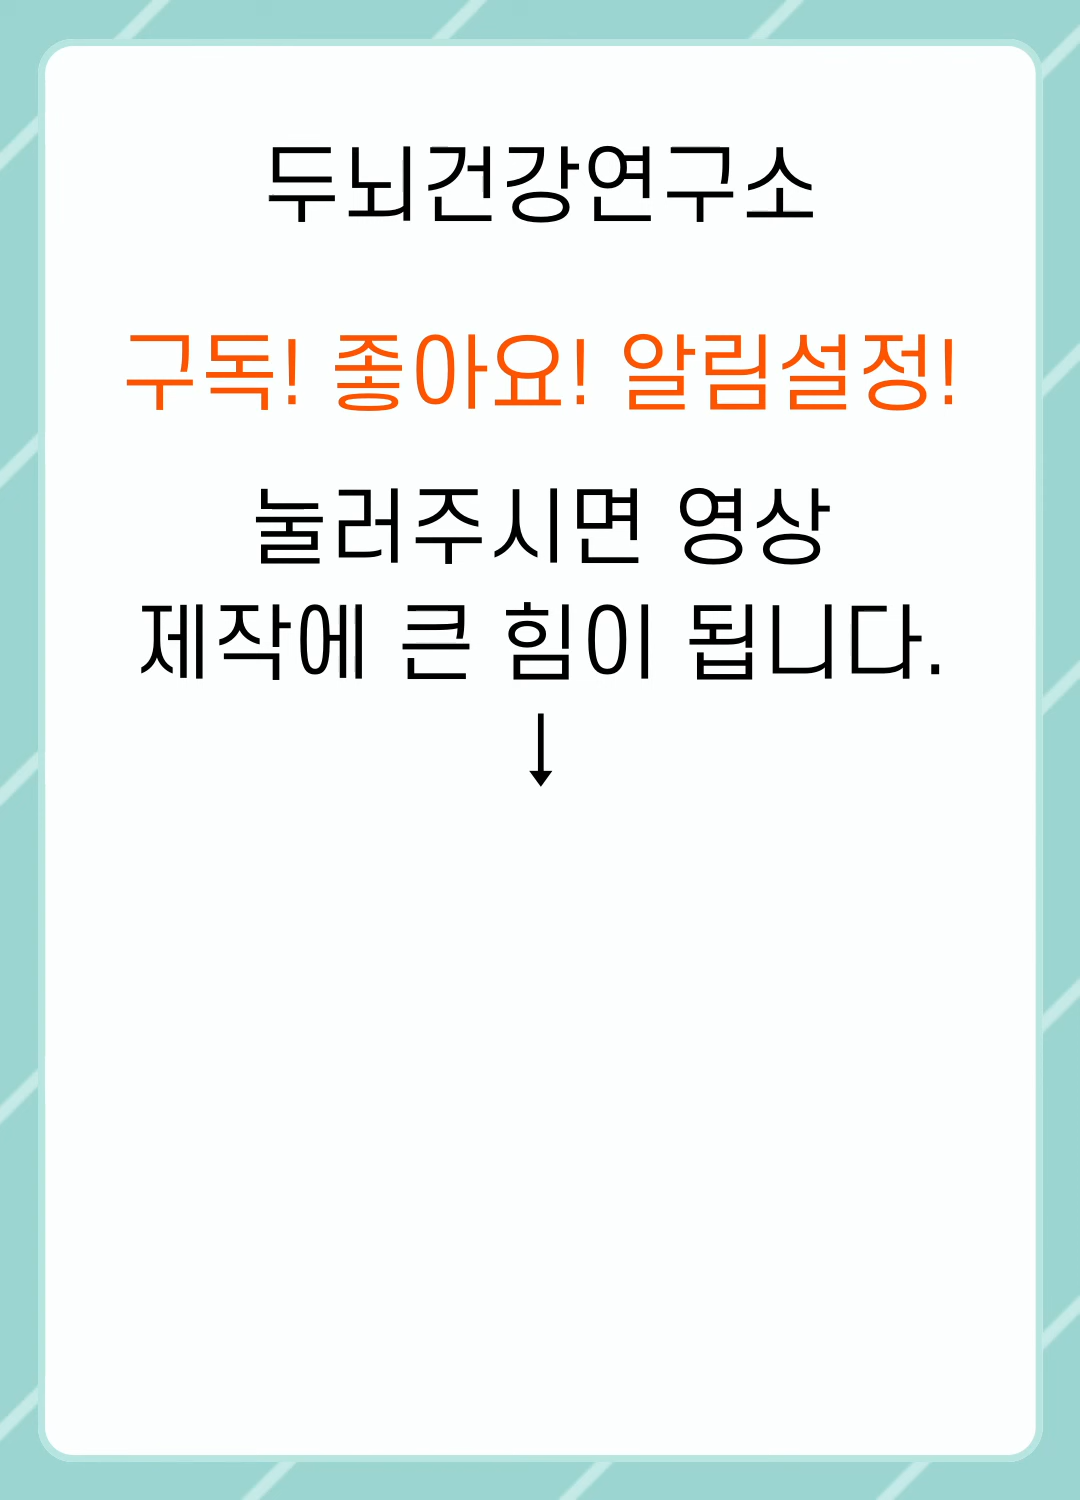 두뇌건강연구소
구독! 좋아요! 알림설정!
눌러주시면 영상
제작에 큰 힘이 됩니다.
↓